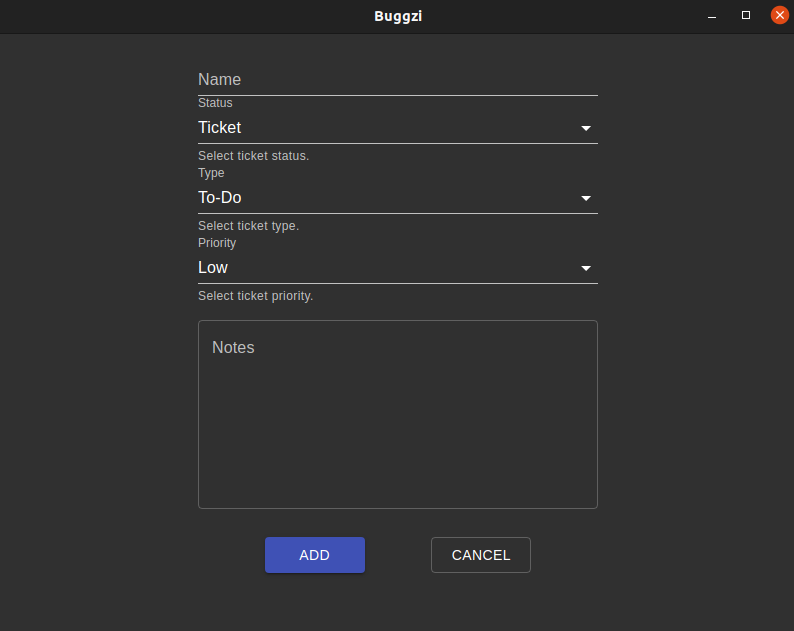 Buggzi
Name
Status
Ticket
Select ticket status.
Type
To-Do
Select ticket type.
Priority
Low
Select ticket priority.
Notes
ADD
CANCEL